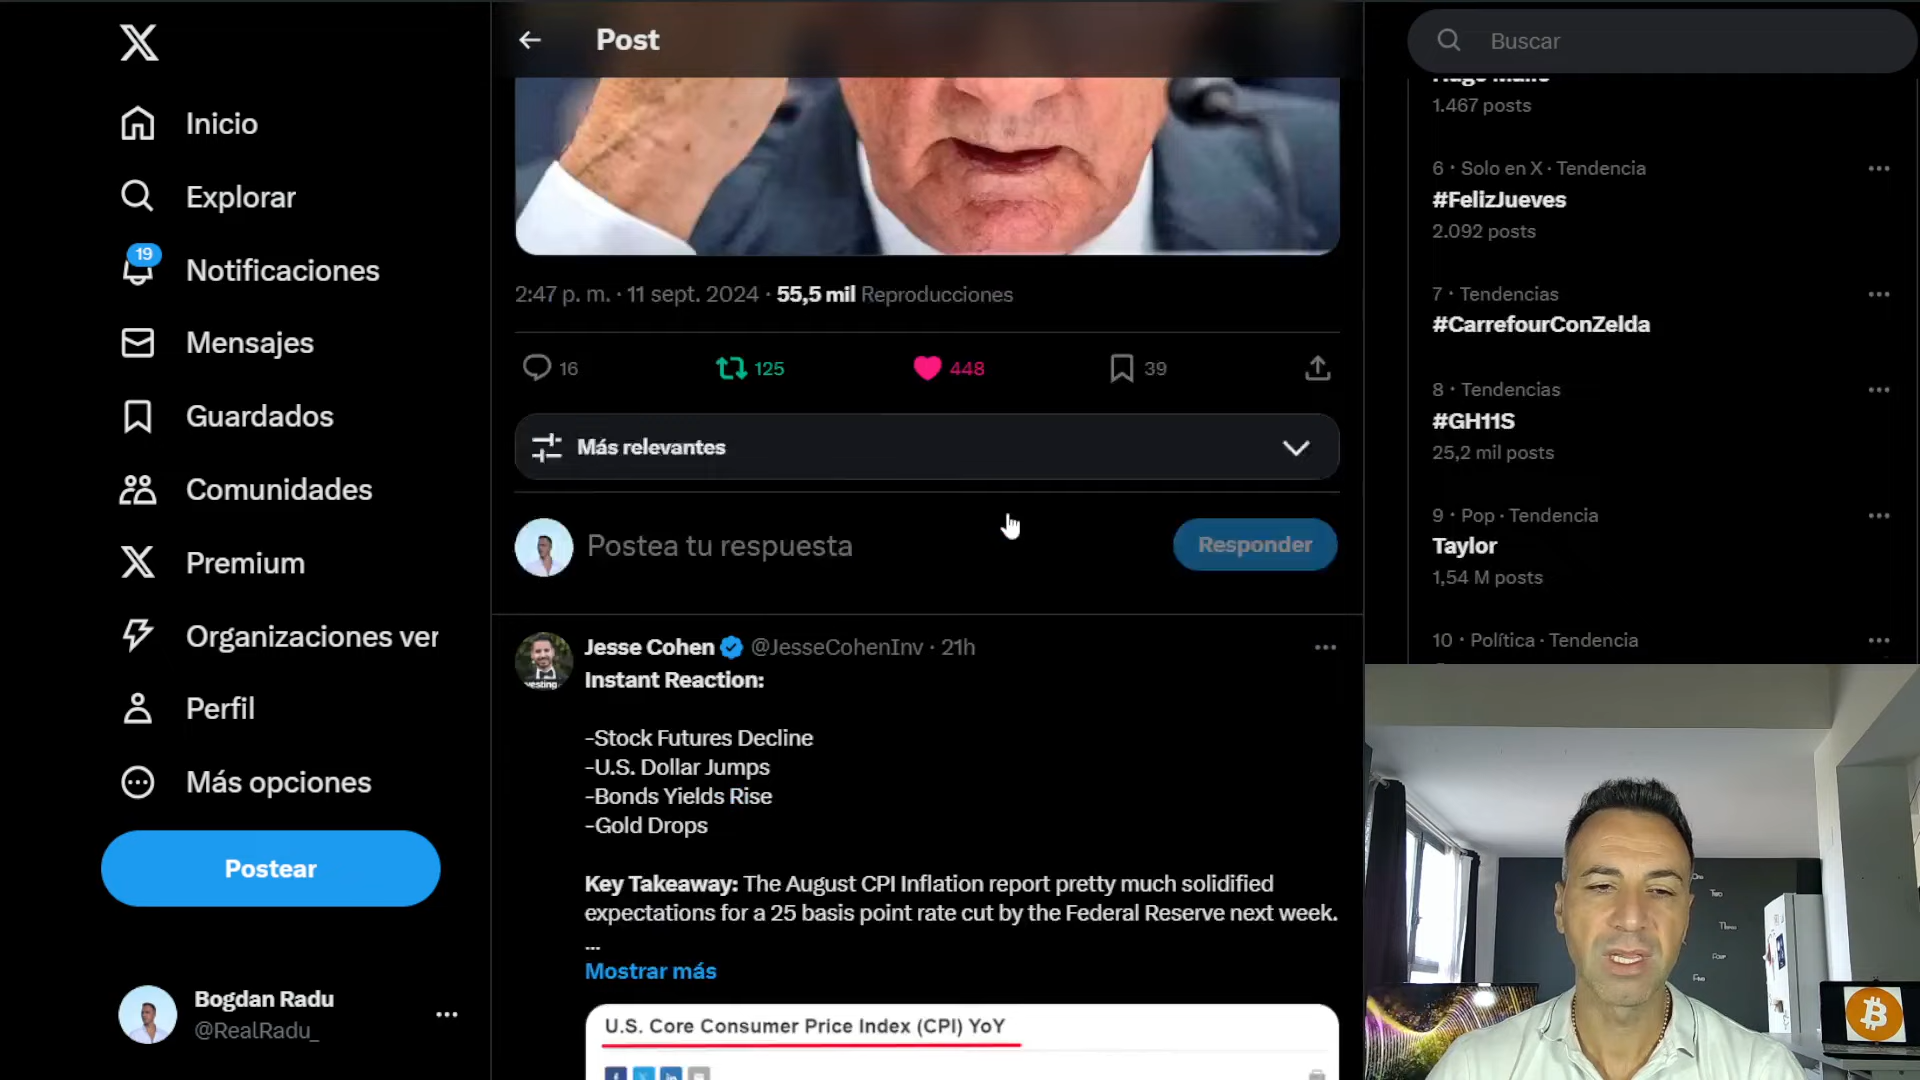 Inicio
Explorar
19
Notificaciones
Mensajes
Guardados
Comunidades
Premium
Organizaciones ver
Perfil
Más opciones
Postear
Bogdan Radu
@RealRadu_
Post
2:47 p. m. · 11 sept. 2024 · 55,5 mil Reproducciones
16
125
448
39
Más relevantes
Postea tu respuesta
Responder
Jesse Cohen @JesseCohenInv · 21h
Instant Reaction:
-Stock Futures Decline
-U.S. Dollar Jumps
-Bonds Yields Rise
-Gold Drops
Key Takeaway: The August CPI Inflation report pretty much solidified
expectations for a 25 basis point rate cut by the Federal Reserve next week.
...
Mostrar más
U.S. Core Consumer Price Index (CPI) YoY
Buscar
1.467 posts
6 · Solo en X · Tendencia
#FelizJueves
2.092 posts
7 · Tendencias
#CarrefourConZelda
8 · Tendencias
#GH11S
25,2 mil posts
9 · Pop · Tendencia
Taylor
1,54 M posts
10 · Política · Tendencia